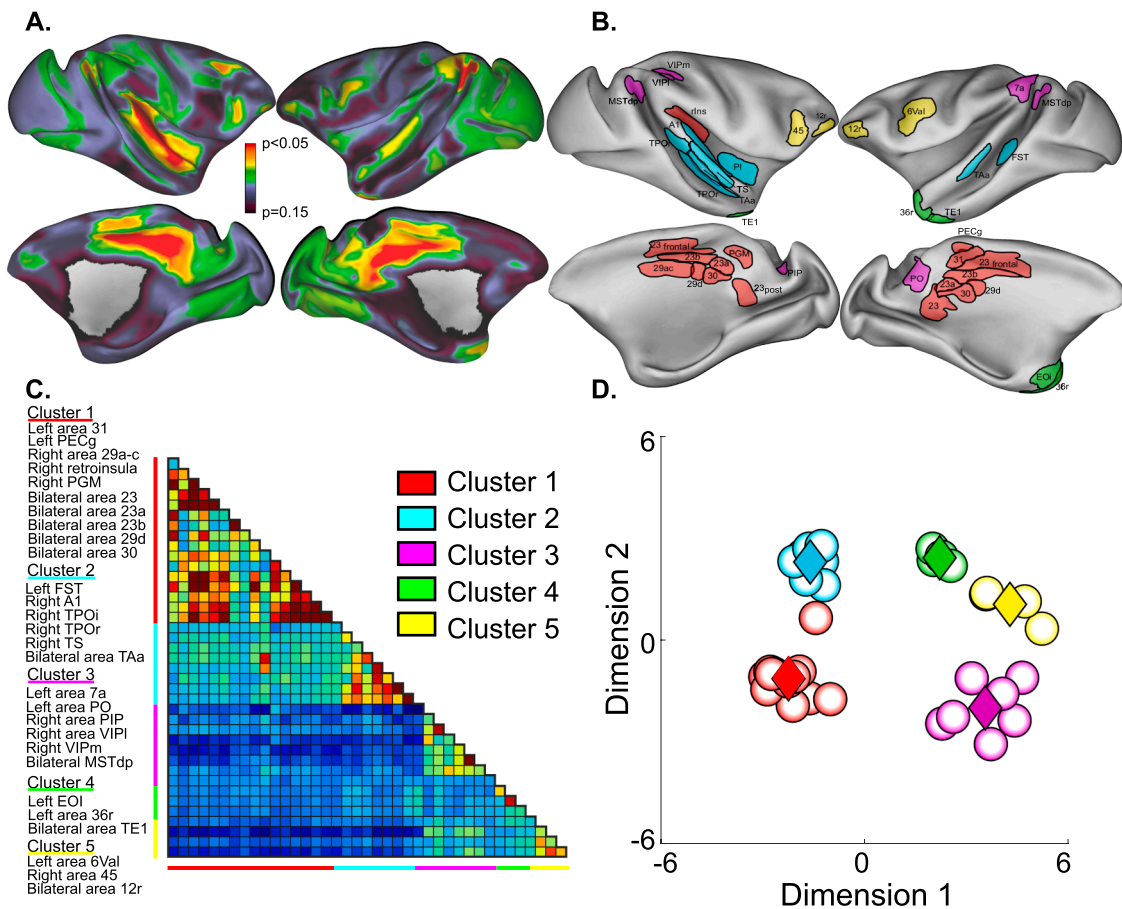 A.
p<0.05
p=0.15
B.
VIPm
VIPl
MSTdp
rIns
A1
TPOi
PI
TS
TAa
TPOr
TE1
45
12r
7a
MSTdp
6Val
12r
FST
TAa
36r
TE1
23 frontal
23b
PGM
29ac
23a
30
29d
23post
PIP
PECg
31
23 frontal
PO
23b
23a
29d
30
23
EOi
36r
C.
Cluster 1
Left area 31
Left PECg
Right area 29a-c
Right retroinsula
Right PGM
Bilateral area 23
Bilateral area 23a
Bilateral area 23b
Bilateral area 29d
Bilateral area 30
Cluster 2
Left FST
Right A1
Right TPOi
Right TPOr
Right TS
Bilateral area TAa
Cluster 3
Left area 7a
Left area PO
Right area PIP
Right area VIPl
Right VIPm
Bilateral MSTdp
Cluster 4
Left EOI
Left area 36r
Bilateral area TE1
Cluster 5
Left area 6Val
Right area 45
Bilateral area 12r
Cluster 1
Cluster 2
Cluster 3
Cluster 4
Cluster 5
D.
6
0
-6
Dimension 2
-6
0
6
Dimension 1